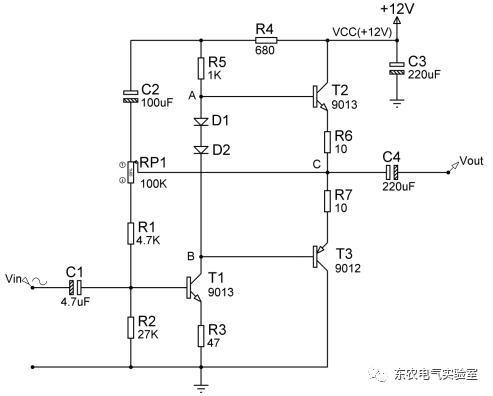 +12V
R4
680
VCC(+12V)
R5
1K
C3
220uF
A
T2
9013
C2
100uF
D1
D2
R6
10
RP1
100K
C
C4
220uF
Vout
R7
10
R1
4.7K
B
T3
9012
Vin
C1
4.7uF
T1
9013
R2
27K
R3
47
东农电气实验室